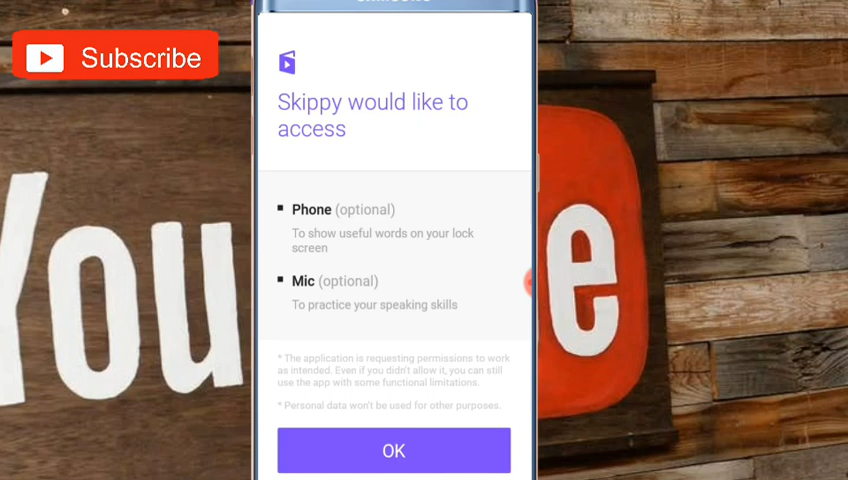 Subscribe
Skippy would like to
access
Phone (optional)
To show useful words on your lock
screen
Mic (optional)
To practice your speaking skills
* The application is requesting permissions to work
as intended. Even if you didn't allow it, you can still
use the app with some functional limitations.
* Personal data won't be used for other purposes.
OK
You
e